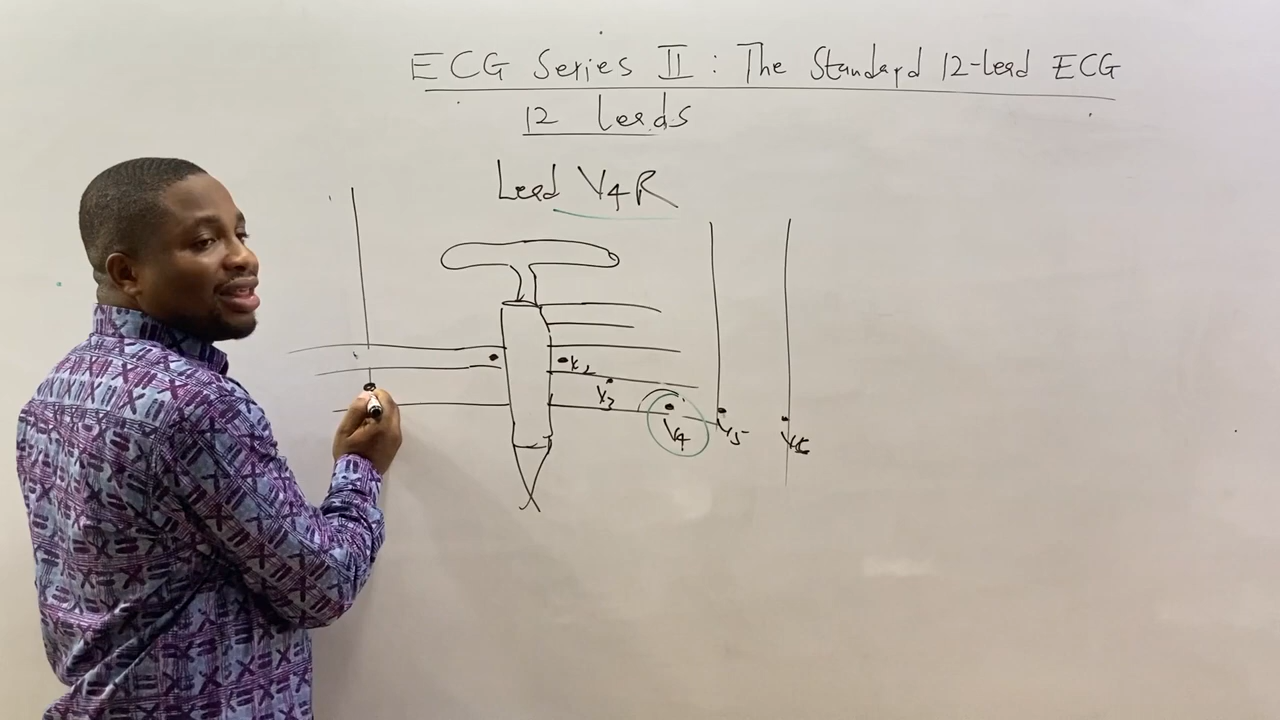 ECG Series II : The Standard 12-lead ECG
12 leads
Lead V4R
V2
V3
V4
V5
V6